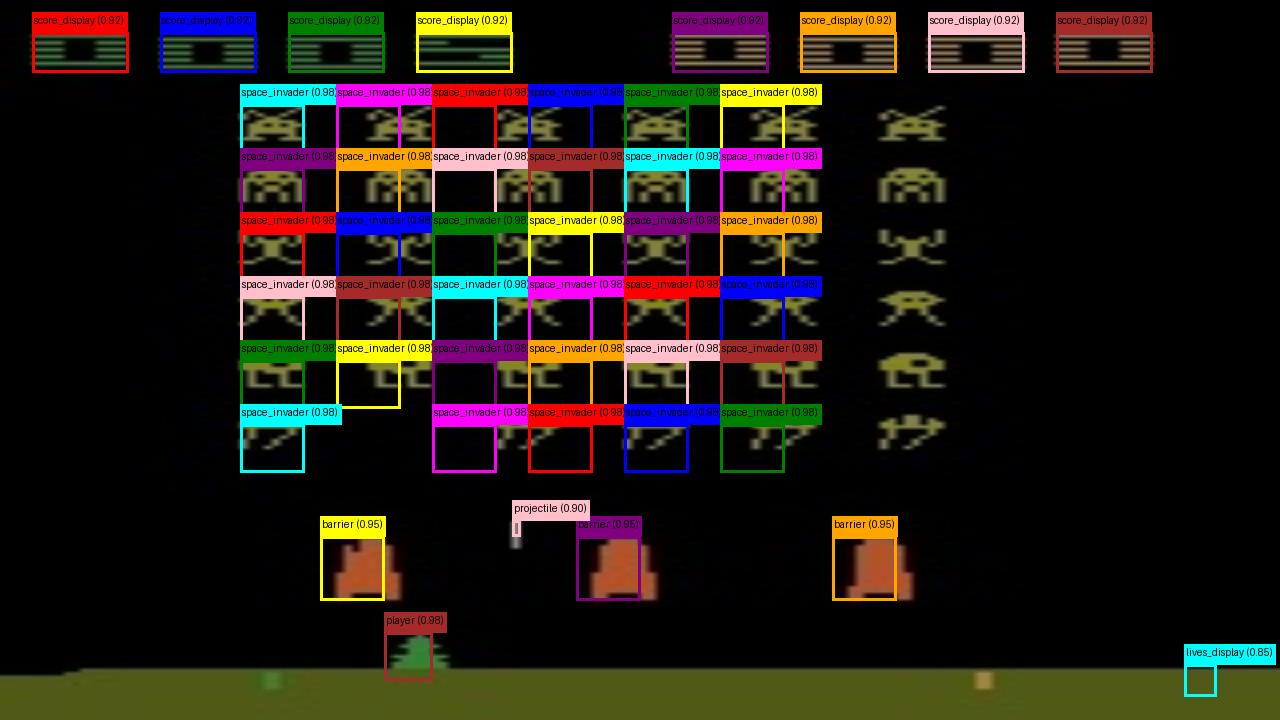 score_display (0.92) score_display (0.92) score_display (0.92) score_display (0.92) score_display (0.92) score_display (0.92) score_display (0.92) score_display (0.92)
space_invader (0.98) space_invader (0.98) space_invader (0.98) space_invader (0.98) space_invader (0.98) space_invader (0.98)
space_invader (0.98) space_invader (0.98) space_invader (0.98) space_invader (0.98) space_invader (0.98) space_invader (0.98)
space_invader (0.98) space_invader (0.98) space_invader (0.98) space_invader (0.98) space_invader (0.98) space_invader (0.98)
space_invader (0.98) space_invader (0.98) space_invader (0.98) space_invader (0.98) space_invader (0.98) space_invader (0.98)
space_invader (0.98) space_invader (0.98) space_invader (0.98) space_invader (0.98) space_invader (0.98) space_invader (0.98)
space_invader (0.98) space_invader (0.98) space_invader (0.98) space_invader (0.98) space_invader (0.98)
projectile (0.90)
barrier (0.95) barrier (0.95) barrier (0.95)
player (0.98)
lives_display (0.85)